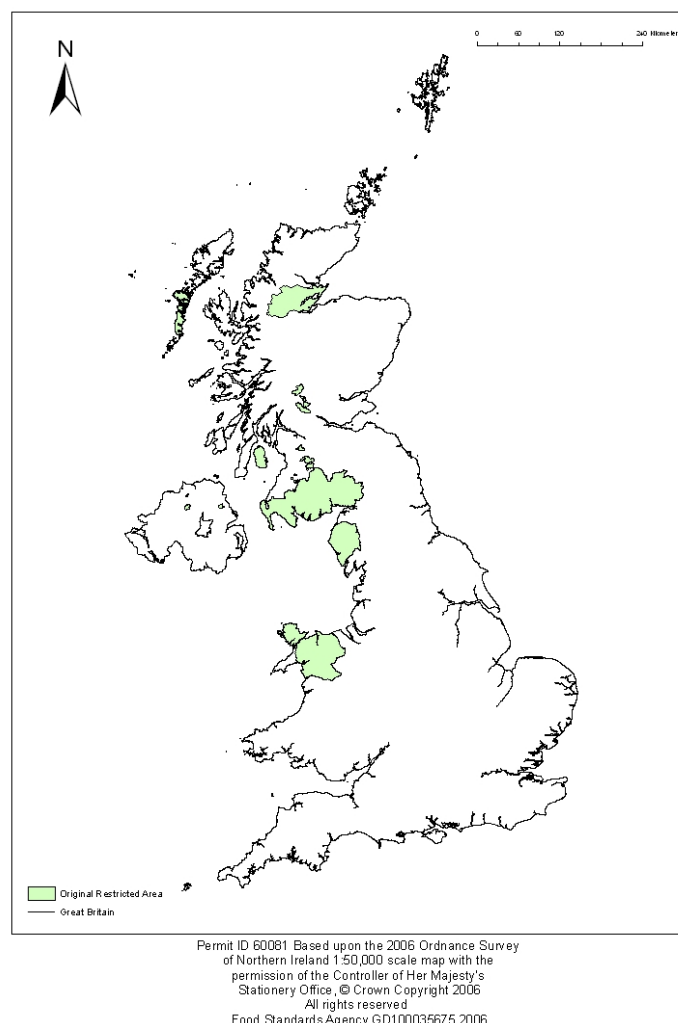 N
0 60 120 240 Kilometer
Original Restricted Area
Great Britain
Permit ID 60081 Based upon the 2006 Ordnance Survey
of Northern Ireland 1:50,000 scale map with the
permission of the Controller of Her Majesty's
Stationery Office, © Crown Copyright 2006
All rights reserved
Food Standards Agency GD100035675 2006